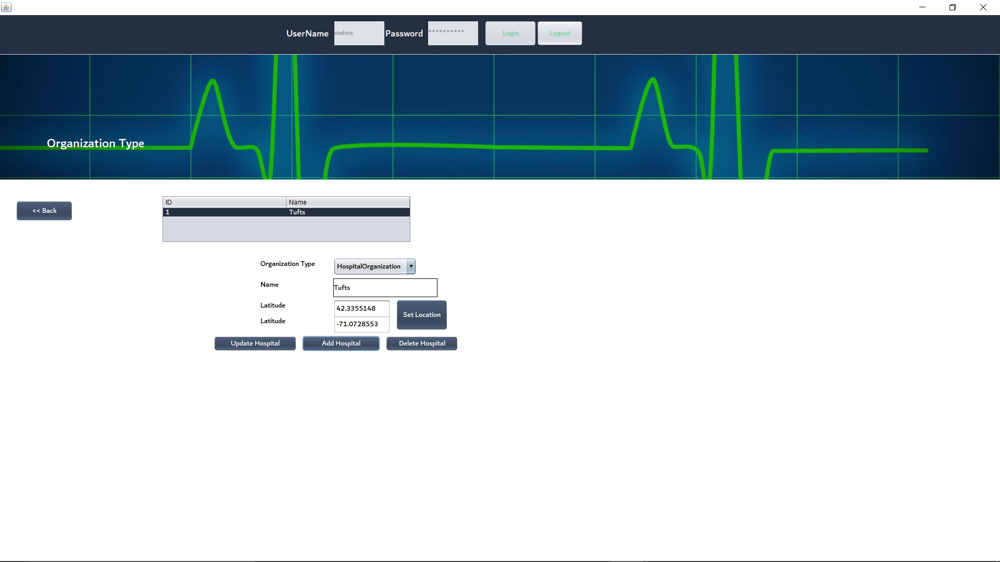 UserName mahos Password ********** Login Logout
Organization Type
<< Back
ID Name
1 Tufts
Organization Type HospitalOrganization
Name Tufts
Latitude 42.3355148
Set Location
Latitude -71.0728553
Update Hospital Add Hospital Delete Hospital